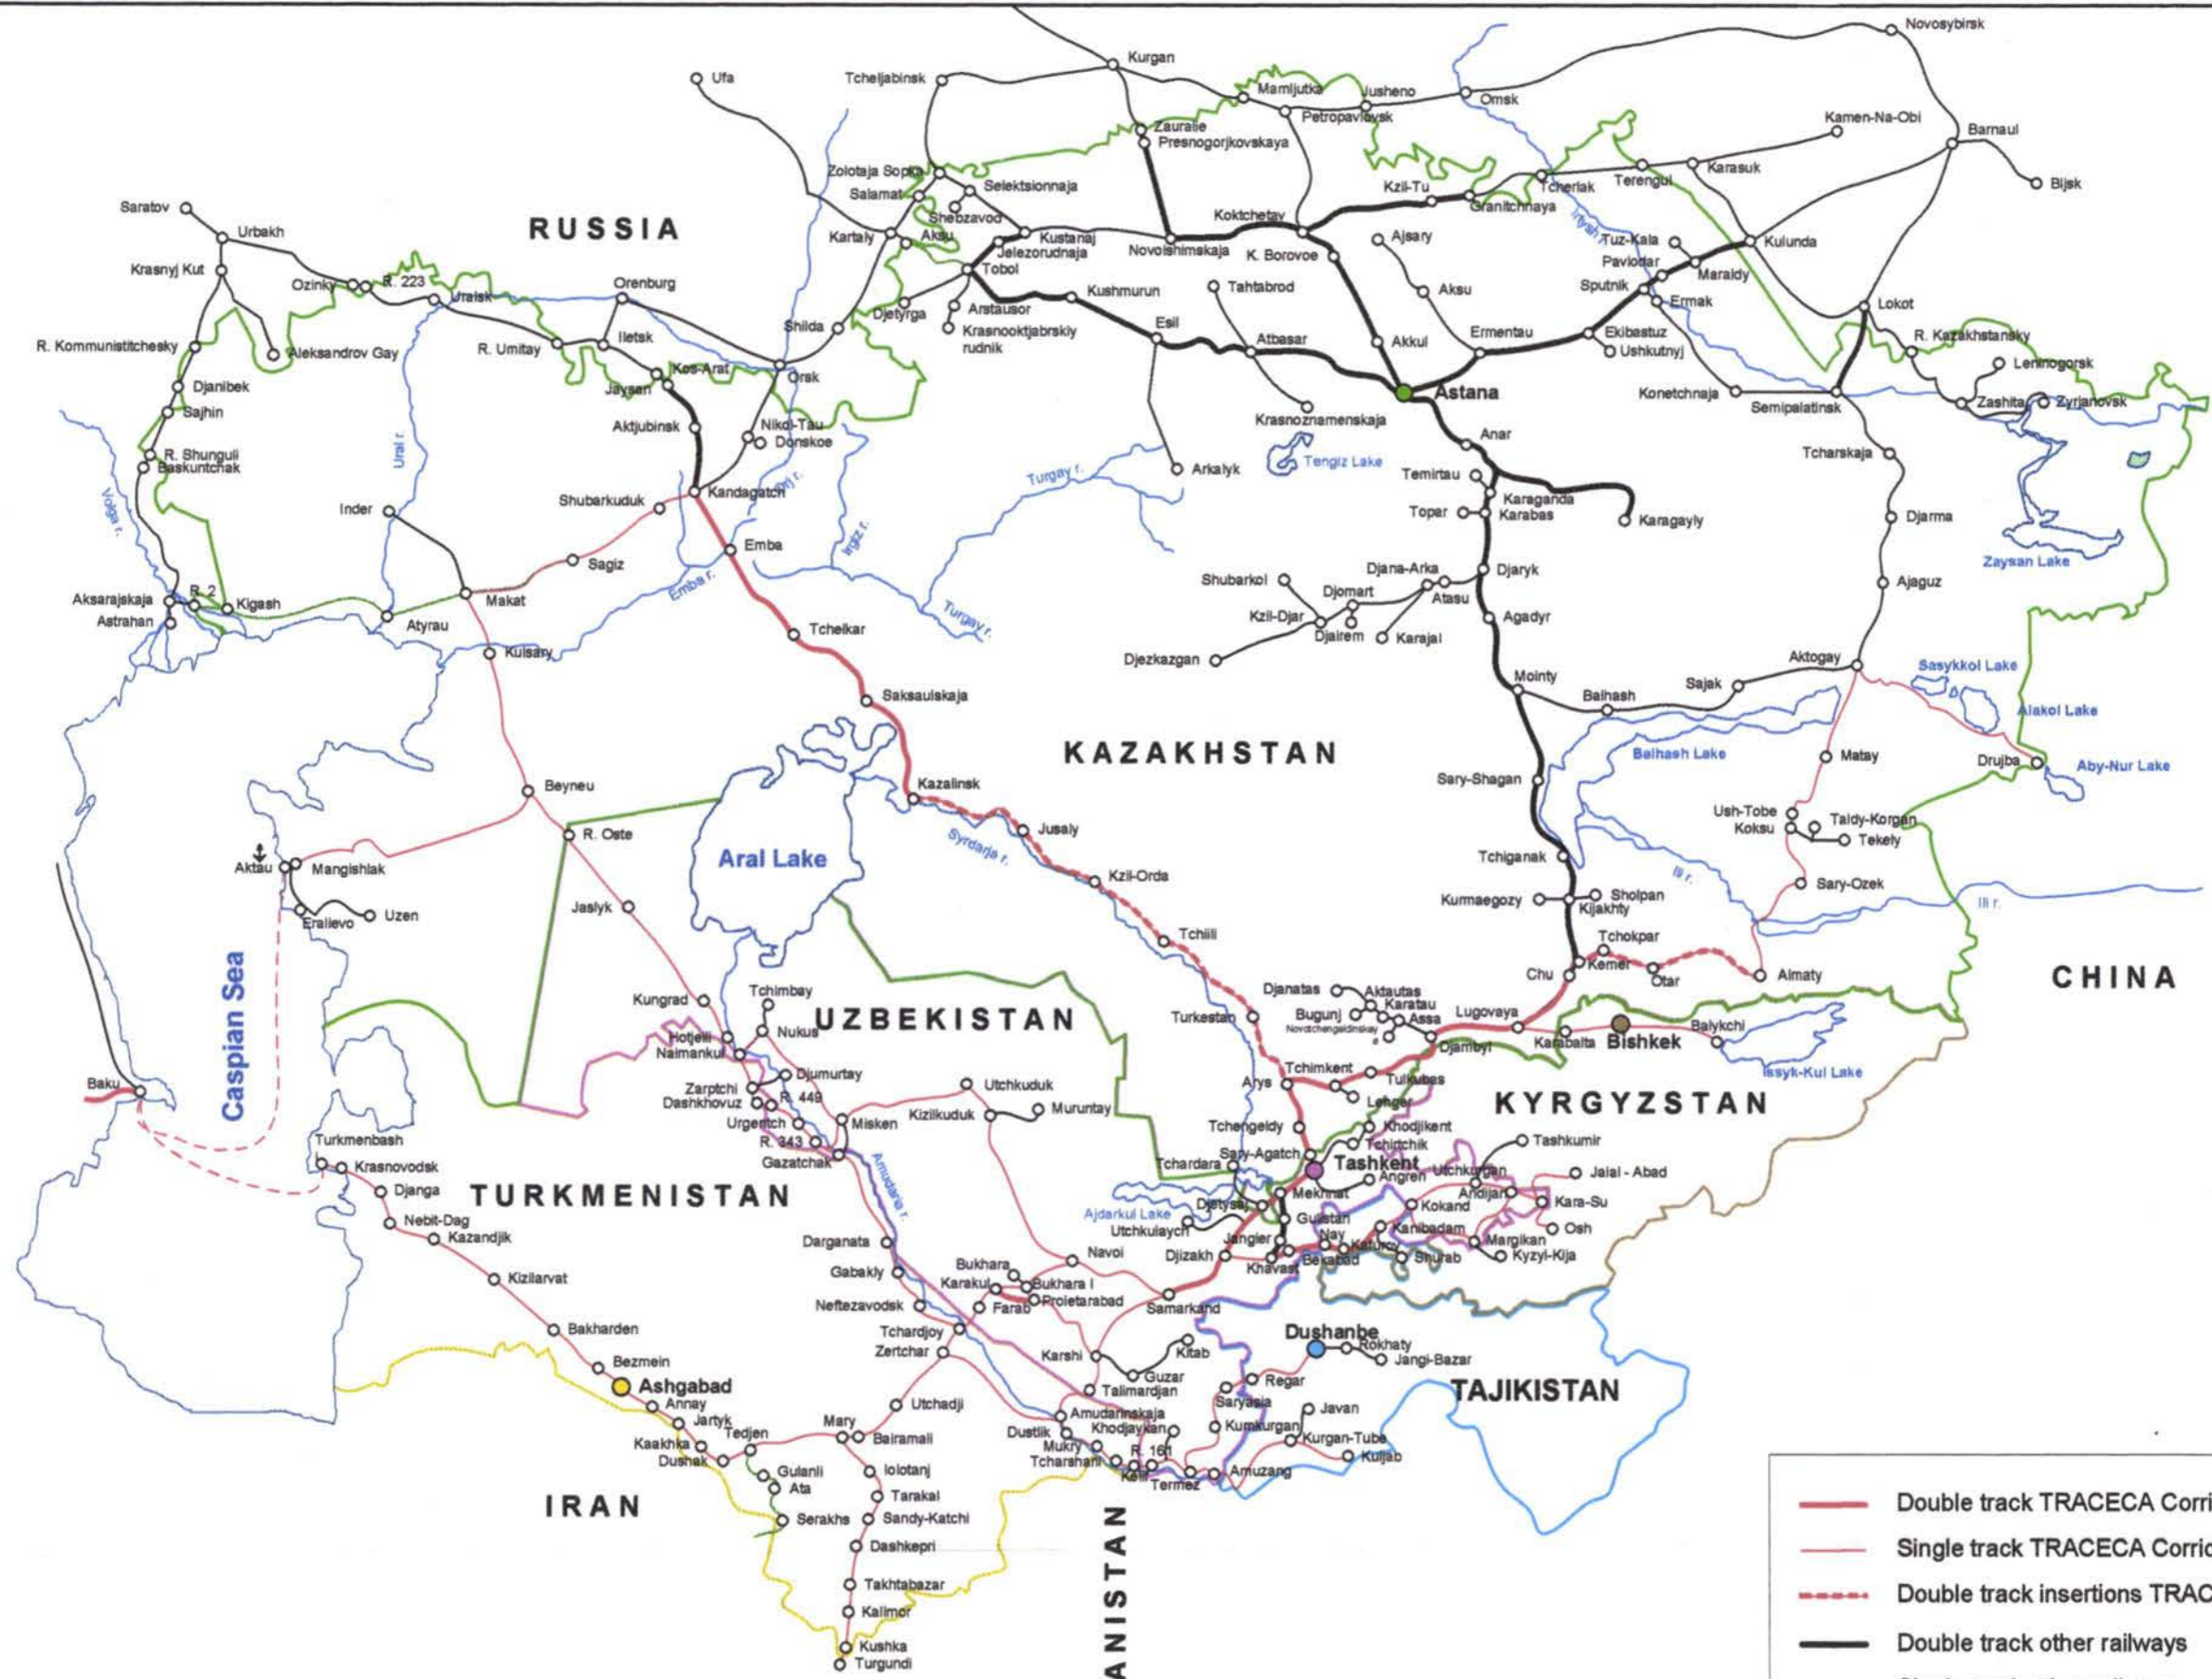 Novosybirsk
Kurgan
Ufa
Tcheljabinsk
Mamljutka
Jusheno
Omsk
Petropavlovsk
Kamen-Na-Obi
Zauralie
Presnogorjkovskaya
Barnaul
Zolotaja Sopka
Selektsionnaja
Salamat
Kzil-Tu
Tcherlak
Terengul
Karasuk
Bijsk
Granitchnaya
Saratov
Shebzavod
Koktchetav
Irtysh r.
Urbakh
RUSSIA
Kartaly
Aksu
Kustanaj
Jelezorudnaja
Novoishimskaja
K. Borovoe
Ajsary
Tuz-Kala
Kulunda
Krasnyj Kut
Tobol
Pavlodar
Maraldy
Ozinky
R. 223
Uralsk
Orenburg
Kushmurun
Tahtabrod
Aksu
Sputnik
Ermak
Lokot
Djetyrga
Arstausor
Krasnooktjabrskiy
rudnik
Shilda
Esil
Atbasar
Akkul
Ermentau
Ekibastuz
Ushkutnyj
R. Kazakhstansky
R. Kommunistitchesky
Aleksandrov Gay
R. Umitay
Iletsk
Leninogorsk
Djanibek
Jaysan
Kos-Arat
Orsk
Astana
Konetchnaja
Semipalatinsk
Zashita
Zyrjanovsk
Sajhin
Aktjubinsk
Nikol-Tau
Donskoe
Krasnoznamenskaja
Anar
R. Shunguli
Baskuntchak
Ural r.
Turgay r.
Arkalyk
Tengiz Lake
Temirtau
Tcharskaja
Volga r.
Inder
Shubarkuduk
Kandagatch
Karaganda
Topar
Karabas
Karagayly
Djarma
Sagiz
Emba
Irgiz r.
Zaysan Lake
Shubarkol
Djana-Arka
Djaryk
Aksarajskaja
R. 2
Kigash
Makat
Emba r.
Djomart
Atasu
Ajaguz
Astrahan
Atyrau
Tchelkar
Turgay r.
Kzil-Djar
Djairem
Karajal
Agadyr
Kulsary
Djezkazgan
Mointy
Aktogay
Sasykkol Lake
Saksaulskaja
Balhash
Sajak
Alakol Lake
KAZAKHSTAN
Balhash Lake
Matay
Drujba
Aby-Nur Lake
Beyneu
Kazalinsk
Sary-Shagan
Ush-Tobe
Koksu
Taldy-Korgan
Tekely
R. Oste
Jusaly
Syrdarja r.
Aral Lake
Aktau
Mangishlak
Kzil-Orda
Tchiganak
Ili r.
Sary-Ozek
Eralievo
Uzen
Jaslyk
Kurmaegozy
Sholpan
Kijakhty
Ili r.
Tchiili
Tchokpar
Kemer
Chu
Otar
Almaty
CHINA
Caspian Sea
Kungrad
Tchimbay
UZBEKISTAN
Djanatas
Aktautas
Karatau
Bugunj
Assa
Lugovaya
Turkestan
Nukus
Hotjelli
Naimankul
Djambyl
Karabalta
Bishkek
Balykchi
Issyk-Kul Lake
Baku
Zarptchi
Dashkhovuz
Djumurtay
R. 449
Utchkuduk
Arys
Tchimkent
Tulkubas
Lenger
KYRGYZSTAN
Urgentch
R. 343
Misken
Kizilkuduk
Muruntay
Tchengeldy
Khodjikent
Tchirtchik
Tashkumir
Turkmenbash
Krasnovodsk
Gazatchak
Tchardara
Sary-Agatch
Tashkent
Angren
Utchkurgan
Jalal - Abad
Djanga
TURKMENISTAN
Amudaria r.
Mekhnat
Andijan
Kara-Su
Nebit-Dag
Ajdarkul Lake
Djetysaj
Gulistan
Kokand
Kazandjik
Utchkulaych
Jangier
Nay
Kanibadam
Osh
Darganata
Navoi
Djizakh
Khavast
Bekabad
Shurab
Margikan
Kyzyl-Kija
Kizilarvat
Gabakly
Bukhara
Karakul
Bukhara I
Neftezavodsk
Farab
Proletarabad
Samarkand
Bakharden
Tchardjoy
Zertchar
Karshi
Kitab
Dushanbe
Rokhaty
Jangi-Bazar
Bezmein
Guzar
Regar
Ashgabad
Talimardjan
Saryasia
TAJIKISTAN
Annay
Utchadji
Jartyk
Mary
Bairamali
Amudarinskaja
Khodjaykan
Kumkurgan
Javan
Tedjen
Kaakhka
Dushak
Dustlik
Mukry
Tcharshani
R. 161
Kurgan-Tube
Kuljab
Gulanli
Ata
Iolotanj
Kelif
Termez
Amuzang
IRAN
Tarakal
Serakhs
Sandy-Katchi
Dashkepri
Takhtabazar
Kalimor
Kushka
Turgundi
ANISTAN
Double track TRACECA Corri
Single track TRACECA Corrid
Double track insertions TRAC
Double track other railways